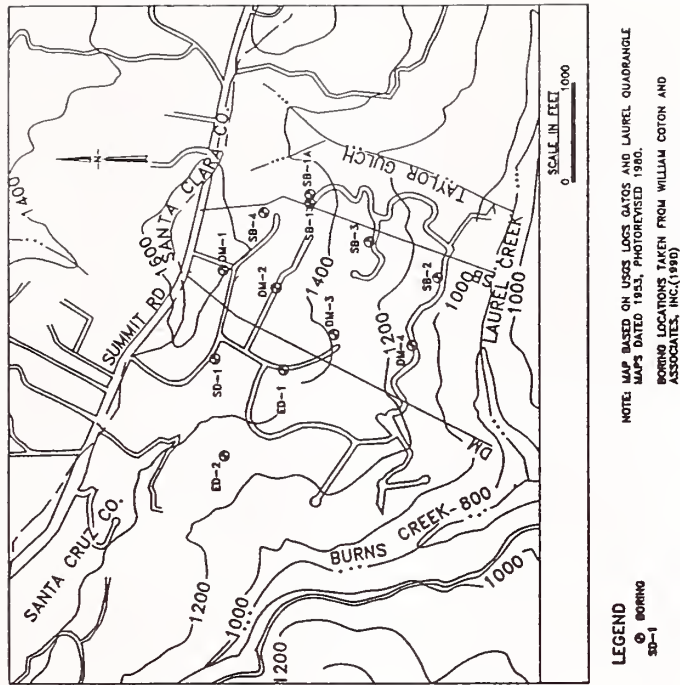 1400
SUMMIT RD
1600
SANTA CLARA CO.
SANTA CRUZ CO.
N
DM-1
SB-4
SB-1A
SB-1
DM-2
SD-1
ED-2
ED-1
DM-3
1400
SB-3
TAYLOR GULCH
SB-2
1200
DM-4
1000
SB
LAUREL CREEK
1000
DM
BURNS CREEK
800
1200
1000
1200
1000
SCALE IN FEET
0 1000
LEGEND
BORING
SD-1
NOTE: MAP BASED ON USGS LOCS GATOS AND LAUREL QUADRANGLE
MAPS DATED 1953, PHOTOREVISED 1980.
BORING LOCATIONS TAKEN FROM WILLIAM COTON AND
ASSOCIATES, INC.(1990)